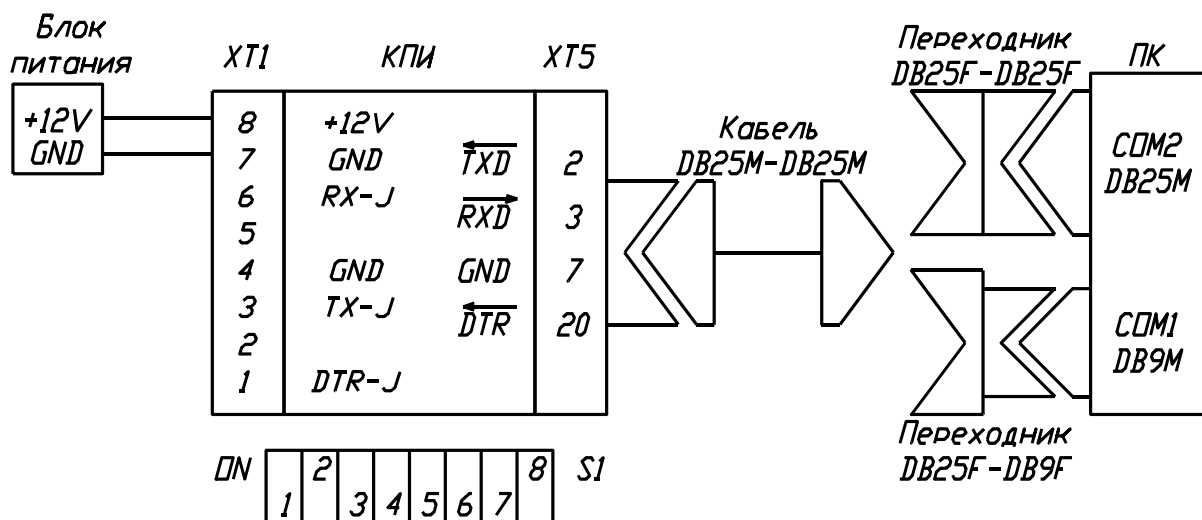 Блок
питания
+12V
GND
XT1
КПИ
XT5
8
+12V
7
GND
TXD
2
6
RX-J
RXD
3
5
4
GND
GND
7
3
TX-J
DTR
20
2
1
DTR-J
Кабель
DB25M-DB25M
Переходник
DB25F-DB25F
ПК
COM2
DB25M
COM1
DB9M
Переходник
DB25F-DB9F
ON
1
2
3
4
5
6
7
8
S1